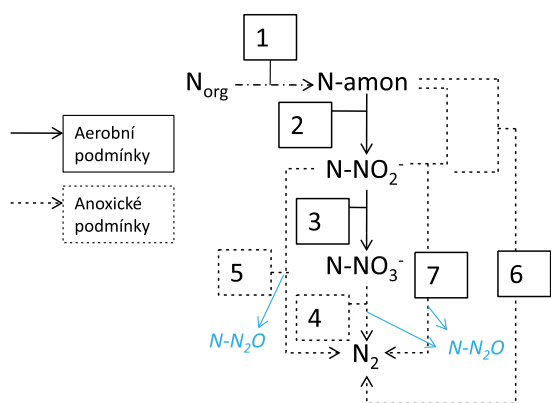 1
N_org
N-amon
2
Aerobní
podmínky
N-NO₂⁻
Anoxické
podmínky
3
N-NO₃⁻
5
7
6
4
N-N₂O
N₂
N-N₂O